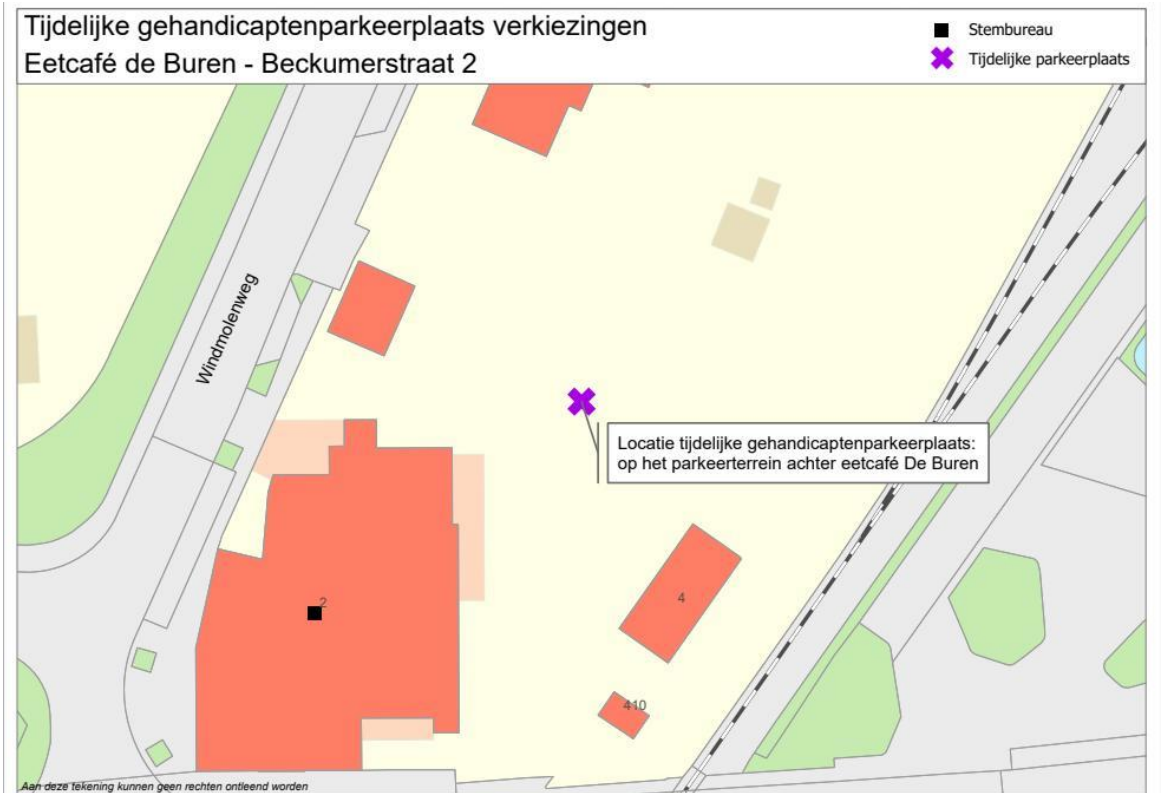 Tijdelijke gehandicaptenparkeerplaats verkiezingen
Eetcafé de Buren - Beckumerstraat 2
Stembureau
Tijdelijke parkeerplaats
Windmolenweg
Locatie tijdelijke gehandicaptenparkeerplaats:
op het parkeerterrein achter eetcafé De Buren
2
4
410
Aan deze tekening kunnen geen rechten ontleend worden